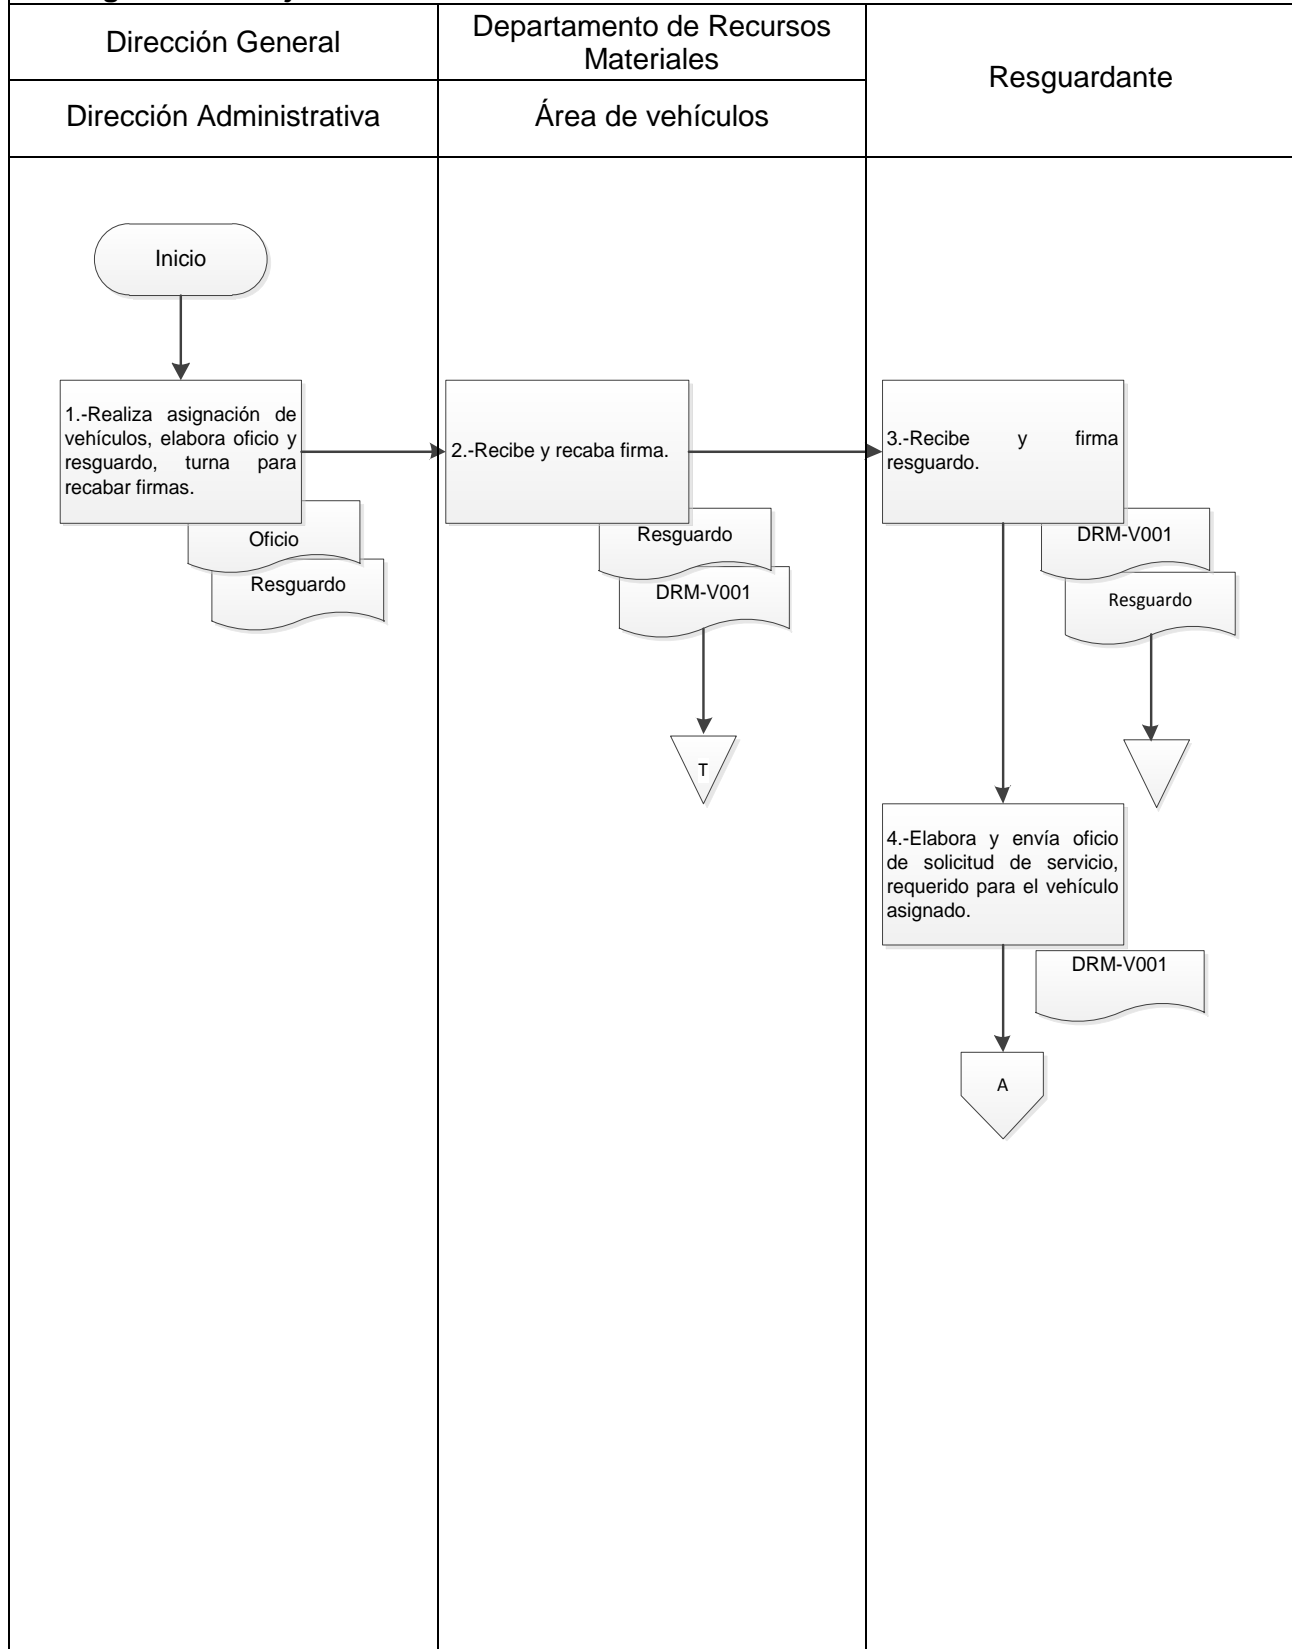 Dirección General
Departamento de Recursos
Materiales
Resguardante
Dirección Administrativa
Área de vehículos
Inicio
1.-Realiza asignación de
vehículos, elabora oficio y
resguardo, turna para
recabar firmas.
Oficio
Resguardo
2.-Recibe y recaba firma.
Resguardo
DRM-V001
T
3.-Recibe y firma
resguardo.
DRM-V001
Resguardo
4.-Elabora y envía oficio
de solicitud de servicio,
requerido para el vehículo
asignado.
DRM-V001
A